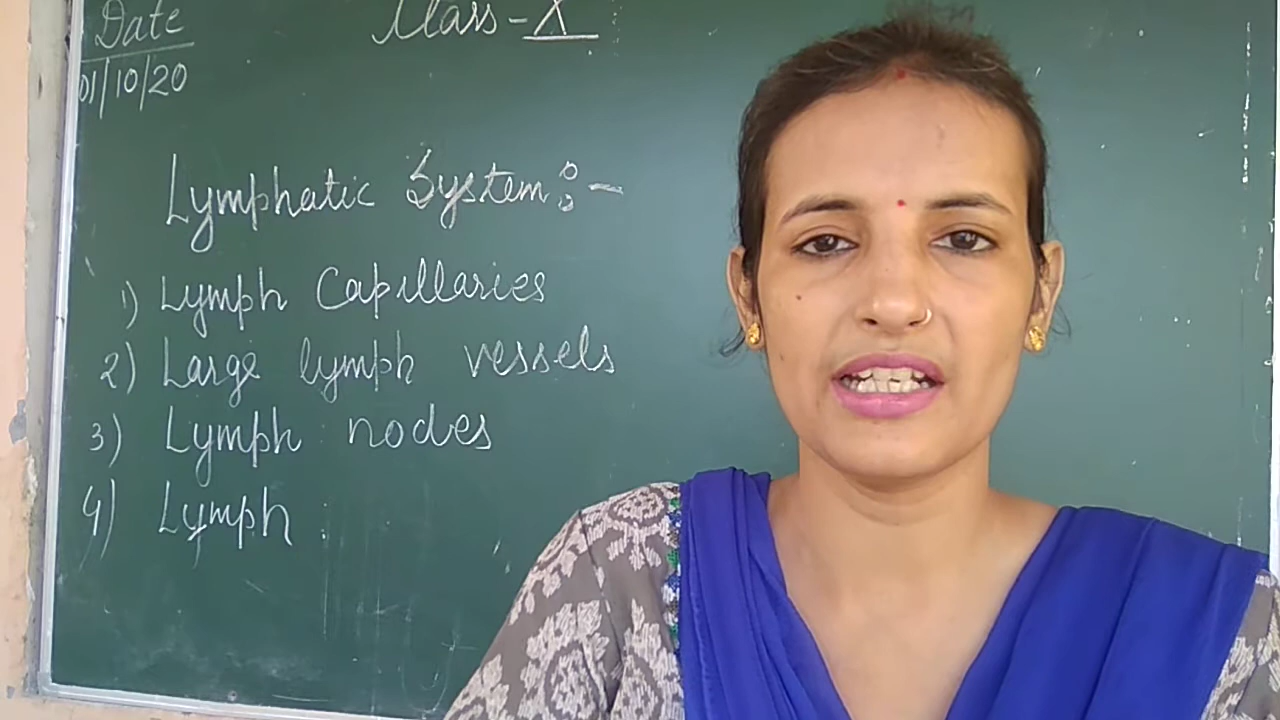 Date
Class - X
01/10/20
Lymphatic System :-
1) Lymph Capillaries
2) Large lymph vessels
3) Lymph nodes
4) Lymph :